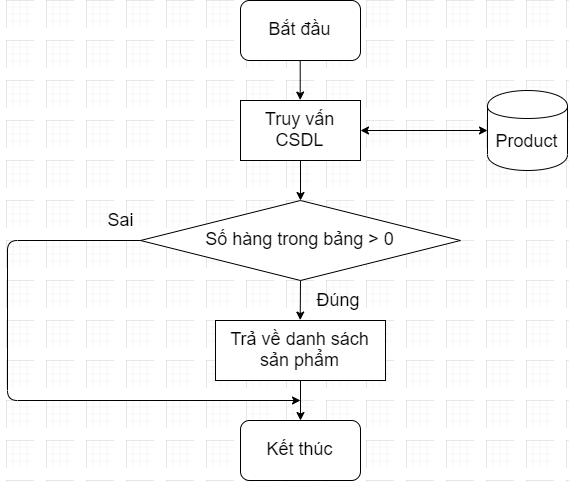 Bắt đầu
Truy vấn
CSDL
Product
Sai
Số hàng trong bảng > 0
Đúng
Trả về danh sách
sản phẩm
Kết thúc